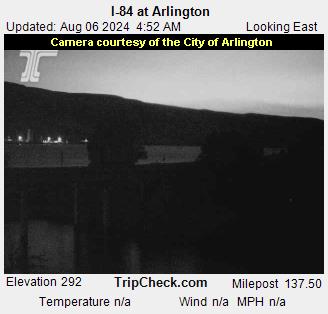 I-84 at Arlington
Updated: Aug 06 2024 4:52 AM Looking East
Camera courtesy of the City of Arlington
Elevation 292 TripCheck.com Milepost 137.50
Temperature n/a Wind n/a MPH n/a